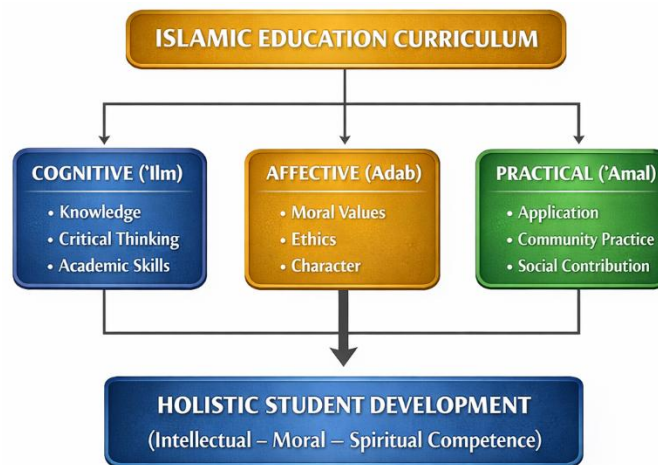 ISLAMIC EDUCATION CURRICULUM
COGNITIVE ('Ilm)
• Knowledge
• Critical Thinking
• Academic Skills
AFFECTIVE (Adab)
• Moral Values
• Ethics
• Character
PRACTICAL ('Amal)
• Application
• Community Practice
• Social Contribution
HOLISTIC STUDENT DEVELOPMENT
(Intellectual – Moral – Spiritual Competence)